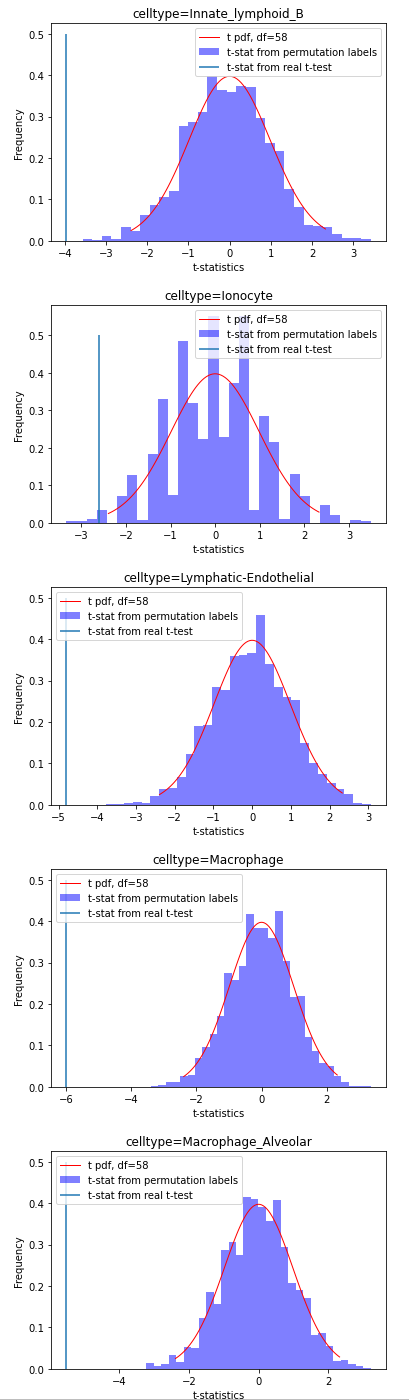 celltype=Innate_lymphoid_B
0.5
0.4
0.3
0.2
0.1
0.0
Frequency
t pdf, df=58
t-stat from permutation labels
t-stat from real t-test
−4 −3 −2 −1 0 1 2 3
t-statistics
celltype=Ionocyte
0.5
0.4
0.3
0.2
0.1
0.0
Frequency
t pdf, df=58
t-stat from permutation labels
t-stat from real t-test
−3 −2 −1 0 1 2 3
t-statistics
celltype=Lymphatic-Endothelial
0.5
0.4
0.3
0.2
0.1
0.0
Frequency
t pdf, df=58
t-stat from permutation labels
t-stat from real t-test
−5 −4 −3 −2 −1 0 1 2 3
t-statistics
celltype=Macrophage
0.5
0.4
0.3
0.2
0.1
0.0
Frequency
t pdf, df=58
t-stat from permutation labels
t-stat from real t-test
−6 −4 −2 0 2
t-statistics
celltype=Macrophage_Alveolar
0.5
0.4
0.3
0.2
0.1
0.0
Frequency
t pdf, df=58
t-stat from permutation labels
t-stat from real t-test
−4 −2 0 2
t-statistics